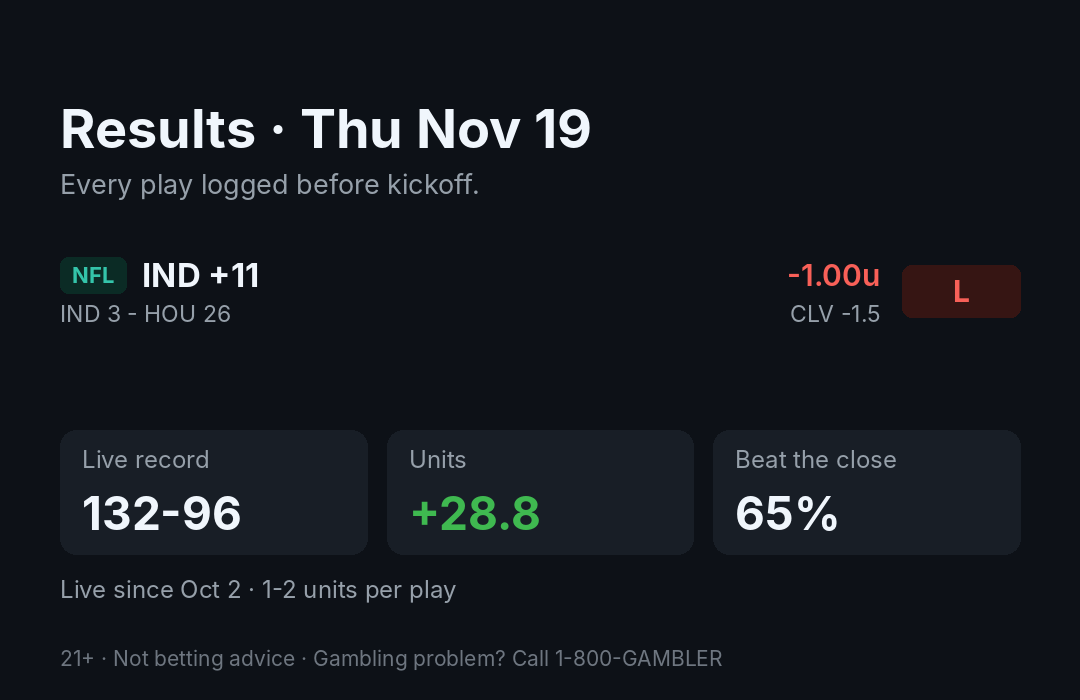 Results · Thu Nov 19
Every play logged before kickoff.
NFL IND +11
IND 3 - HOU 26
-1.00u
CLV -1.5
L
Live record
132-96
Units
+28.8
Beat the close
65%
Live since Oct 2 · 1-2 units per play
21+ · Not betting advice · Gambling problem? Call 1-800-GAMBLER